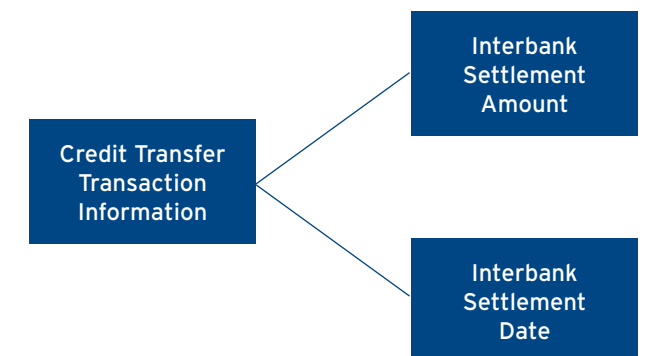 Interbank
Settlement
Amount
Credit Transfer
Transaction
Information
Interbank
Settlement
Date